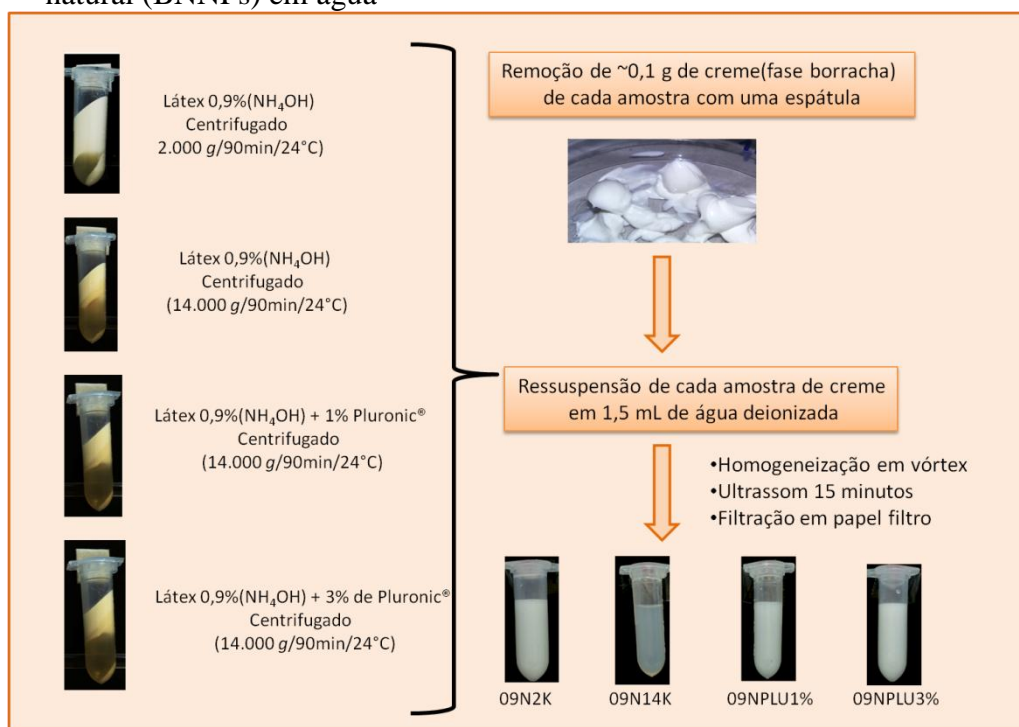 natural (BNNPs) em água
Látex 0,9%(NH₄OH)
Centrifugado
2.000 g/90min/24°C)
Látex 0,9%(NH₄OH)
Centrifugado
(14.000 g/90min/24°C)
Látex 0,9%(NH₄OH) + 1% Pluronic®
Centrifugado
(14.000 g/90min/24°C)
Látex 0,9%(NH₄OH) + 3% de Pluronic®
Centrifugado
(14.000 g/90min/24°C)
Remoção de ~0,1 g de creme(fase borracha)
de cada amostra com uma espátula
Ressuspensão de cada amostra de creme
em 1,5 mL de água deionizada
•Homogeneização em vórtex
•Ultrassom 15 minutos
•Filtração em papel filtro
09N2K 09N14K 09NPLU1% 09NPLU3%